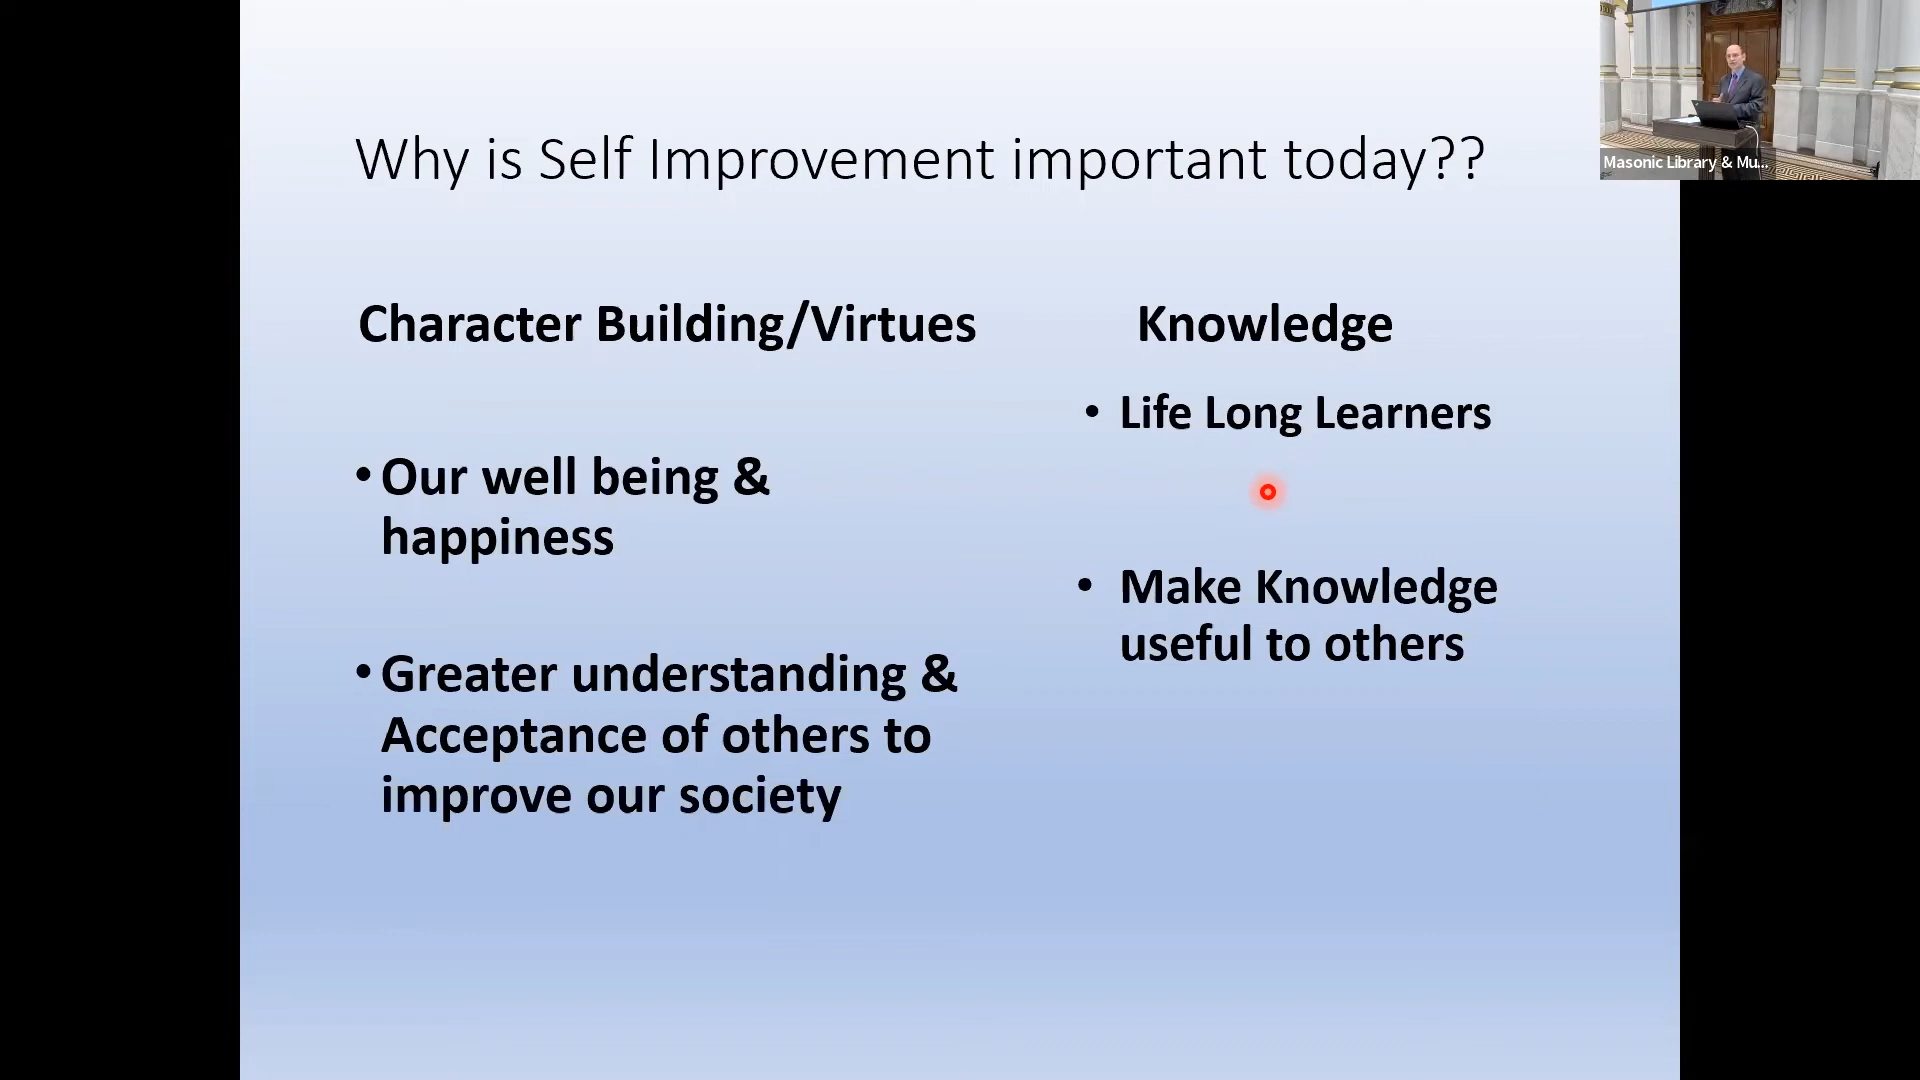 Why is Self Improvement important today??
Character Building/Virtues
• Our well being &
happiness
• Greater understanding &
Acceptance of others to
improve our society
Knowledge
• Life Long Learners
• Make Knowledge
useful to others
Masonic Library & Mu...